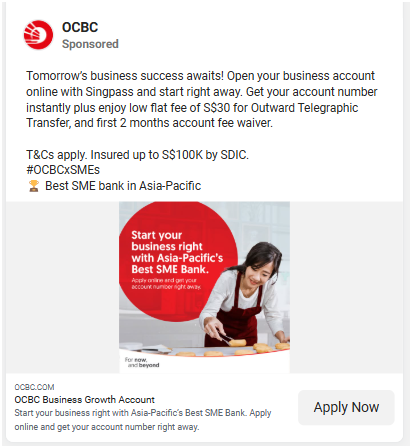 OCBC
Sponsored
Tomorrow's business success awaits! Open your business account
online with Singpass and start right away. Get your account number
instantly plus enjoy low flat fee of S$30 for Outward Telegraphic
Transfer, and first 2 months account fee waiver.
T&Cs apply. Insured up to S$100K by SDIC.
#OCBCxSMEs
🏆 Best SME bank in Asia-Pacific
Start your
business right
with Asia-Pacific's
Best SME Bank.
Apply online and get your
account number right away.
For now,
and beyond
OCBC.COM
OCBC Business Growth Account
Start your business right with Asia-Pacific's Best SME Bank. Apply
online and get your account number right away.
Apply Now